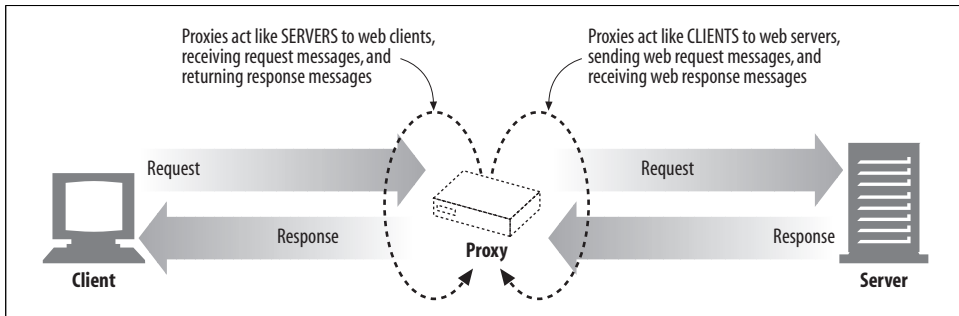 Proxies act like SERVERS to web clients,
receiving request messages, and
returning response messages
Proxies act like CLIENTS to web servers,
sending web request messages, and
receiving web response messages
Request
Request
Response
Response
Proxy
Client
Server